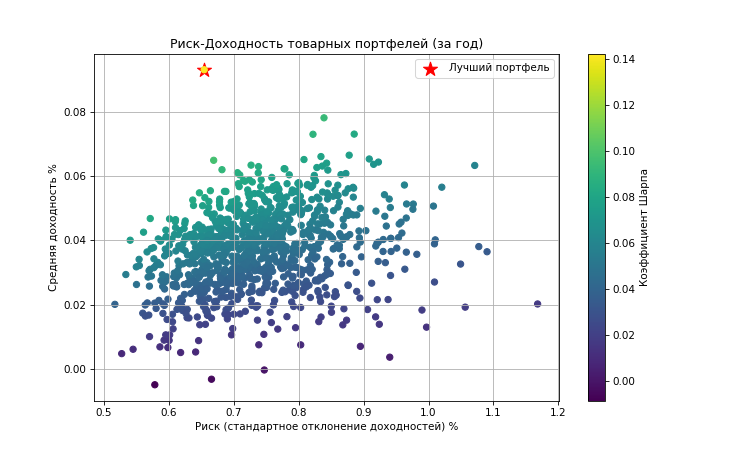 Риск-Доходность товарных портфелей (за год)
Лучший портфель
Средняя доходность %
0.08
0.06
0.04
0.02
0.00
0.5 0.6 0.7 0.8 0.9 1.0 1.1 1.2
Риск (стандартное отклонение доходностей) %
0.14
0.12
0.10
0.08
0.06
0.04
0.02
0.00
Коэффициент Шарпа